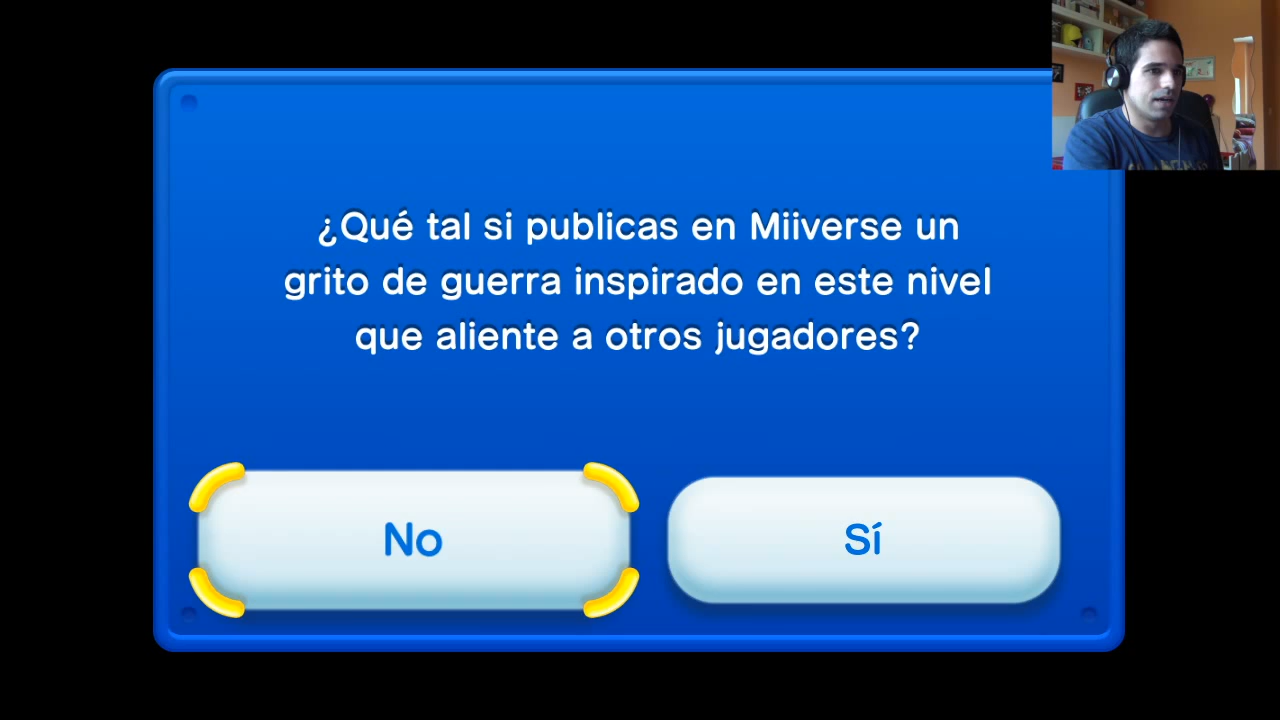 ¿Qué tal si publicas en Miiverse un
grito de guerra inspirado en este nivel
que aliente a otros jugadores?
No
Sí